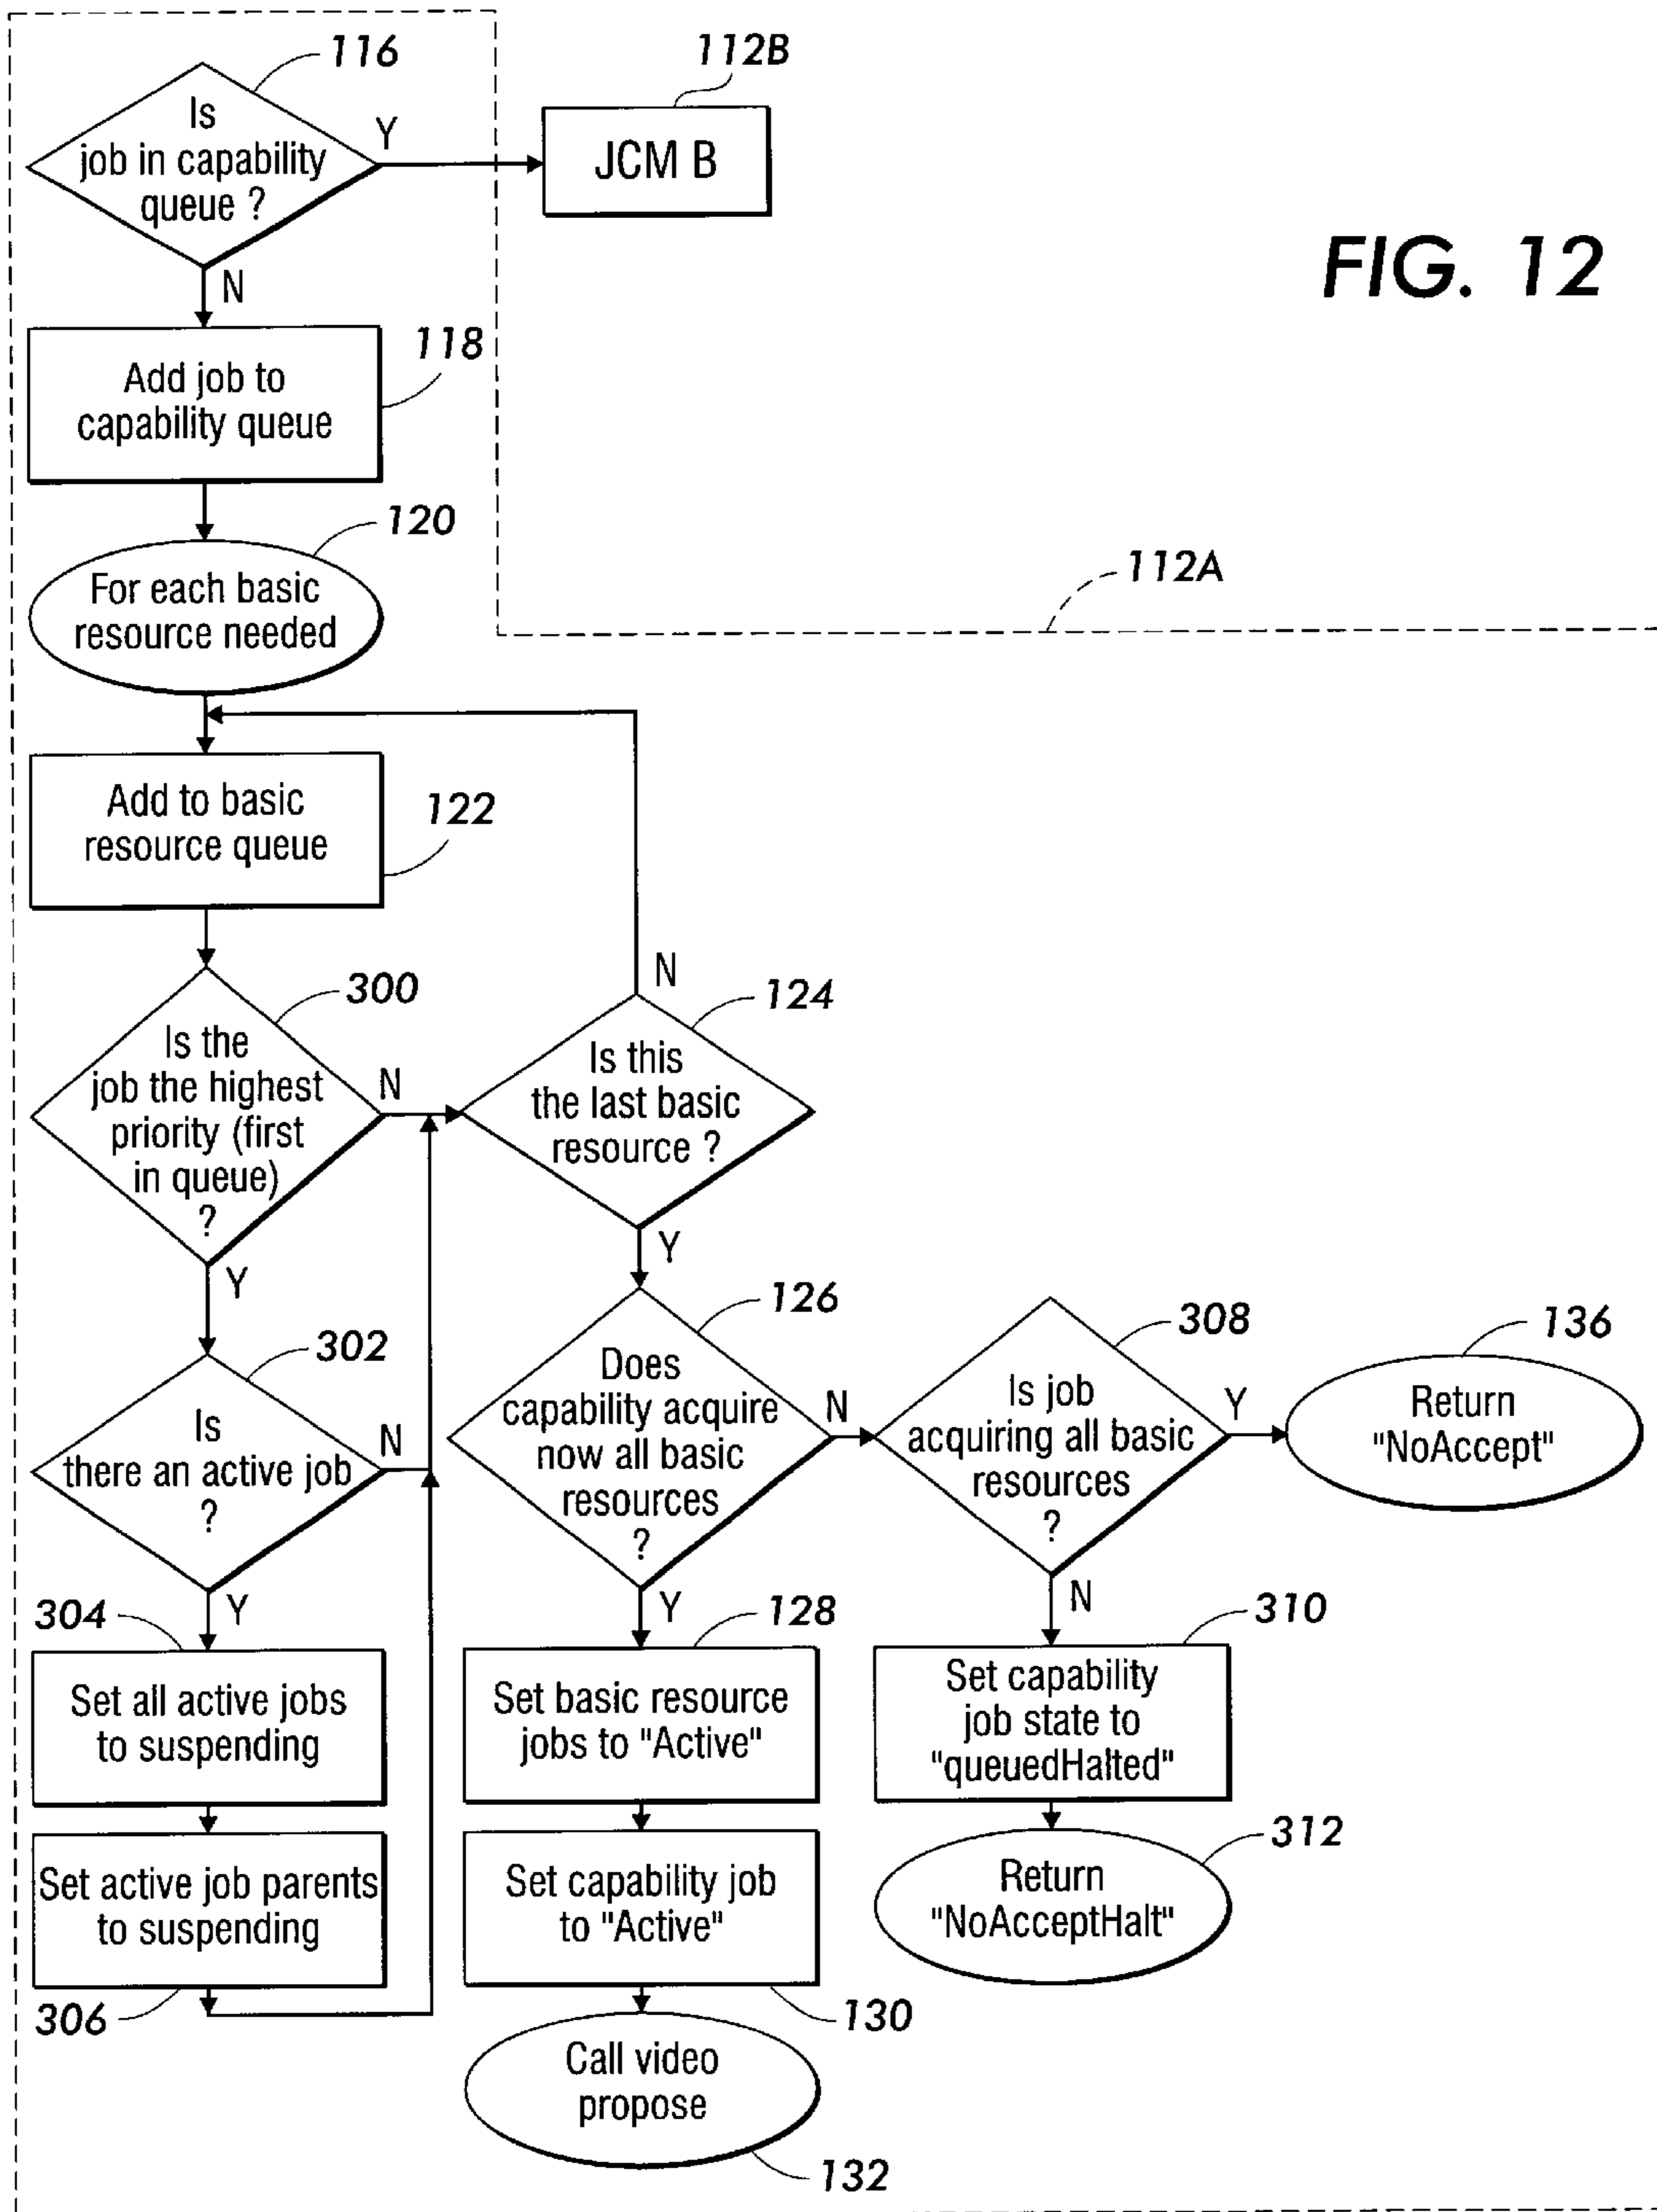 116
Is
job in capability
queue ?
Y
112B
JCM B
FIG. 12
N
118
Add job to
capability queue
120
For each basic
resource needed
112A
Add to basic
resource queue
122
300
Is the
job the highest
priority (first
in queue)
?
N
Y
N
124
Is this
the last basic
resource ?
Y
302
Is
there an active job
?
N
Y
126
Does
capability acquire
now all basic
resources
?
N
Y
308
Is job
acquiring all basic
resources
?
Y
N
136
Return
"NoAccept"
304
Set all active jobs
to suspending
128
Set basic resource
jobs to "Active"
310
Set capability
job state to
"queuedHalted"
Set active job parents
to suspending
306
Set capability job
to "Active"
130
312
Return
"NoAcceptHalt"
Call video
propose
132